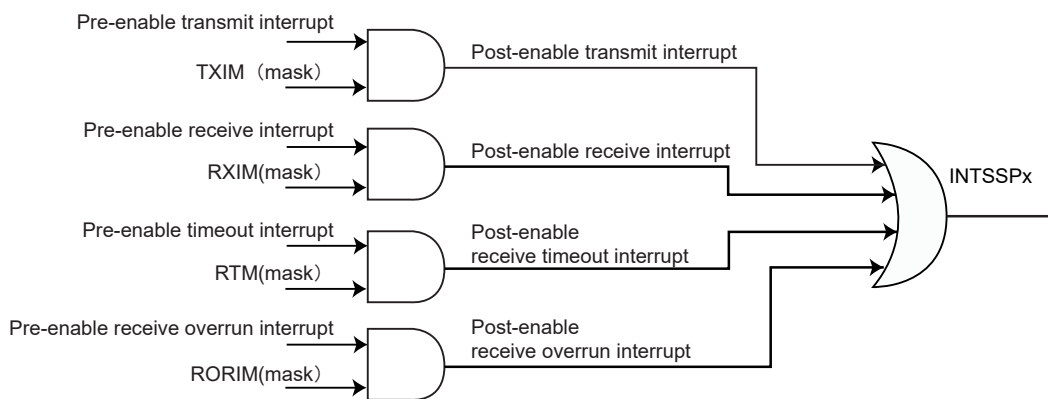 Pre-enable transmit interrupt
TXIM（mask）
Post-enable transmit interrupt
Pre-enable receive interrupt
RXIM(mask）
Post-enable receive interrupt
INTSSPx
Pre-enable timeout interrupt
RTM(mask）
Post-enable
receive timeout interrupt
Pre-enable receive overrun interrupt
RORIM(mask）
Post-enable
receive overrun interrupt